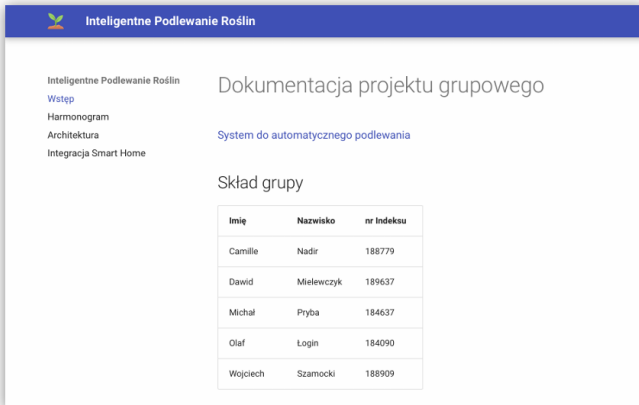 Inteligentne Podlewanie Roślin
Inteligentne Podlewanie Roślin
Wstęp
Harmonogram
Architektura
Integracja Smart Home
Dokumentacja projektu grupowego
System do automatycznego podlewania
Skład grupy
Imię Nazwisko nr Indeksu
Camille Nadir 188779
Dawid Mielewczyk 189637
Michał Pryba 184637
Olaf Łogin 184090
Wojciech Szamocki 188909